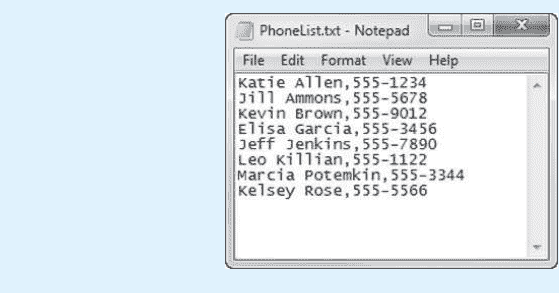 PhoneList.txt - Notepad
File Edit Format View Help
Katie Allen,555-1234
Jill Ammons,555-5678
Kevin Brown,555-9012
Elisa Garcia,555-3456
Jeff Jenkins,555-7890
Leo Killian,555-1122
Marcia Potemkin,555-3344
Kelsey Rose,555-5566